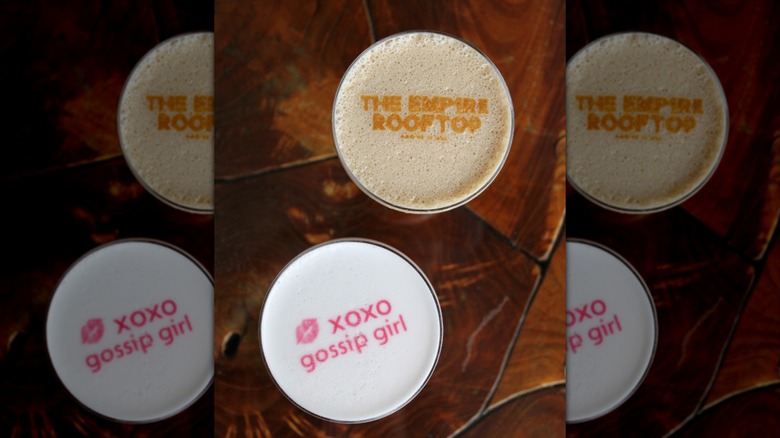 THE EMPIRE
ROOFTOP
XOXO
gossip girl